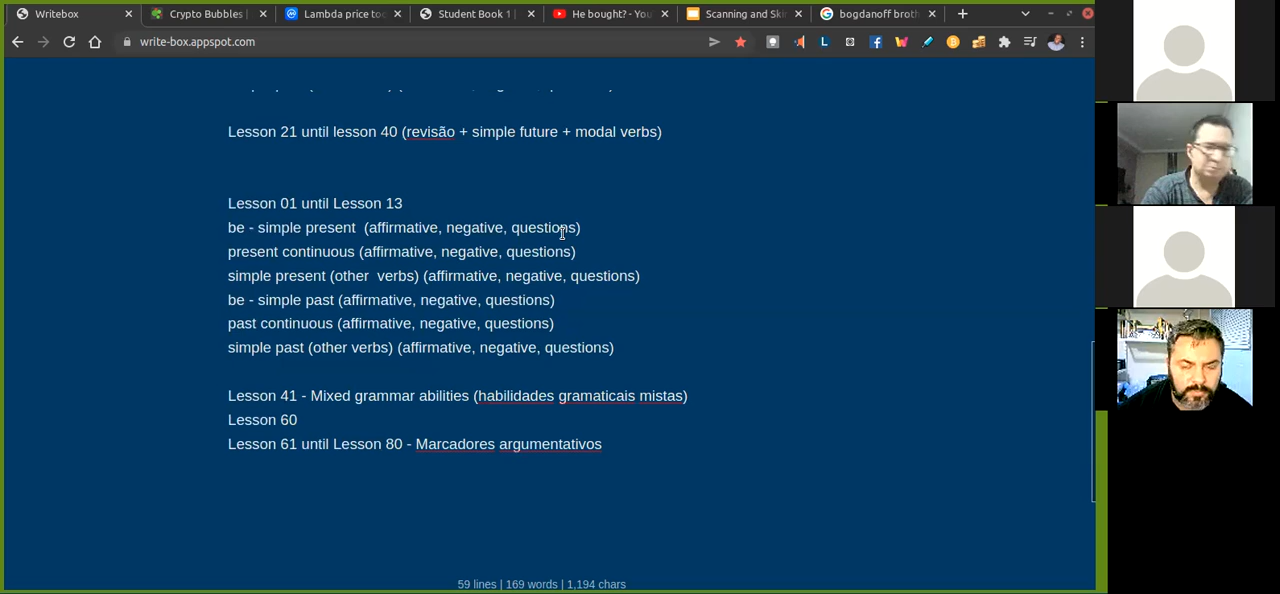 Writebox
Crypto Bubbles
Lambda price to
Student Book 1
He bought? - You
Scanning and Ski
bogdanoff broth
write-box.appspot.com
Lesson 21 until lesson 40 (revisão + simple future + modal verbs)
Lesson 01 until Lesson 13
be - simple present  (affirmative, negative, questions)
present continuous (affirmative, negative, questions)
simple present (other  verbs) (affirmative, negative, questions)
be - simple past (affirmative, negative, questions)
past continuous (affirmative, negative, questions)
simple past (other verbs) (affirmative, negative, questions)
Lesson 41 - Mixed grammar abilities (habilidades gramaticais mistas)
Lesson 60
Lesson 61 until Lesson 80 - Marcadores argumentativos
59 lines | 169 words | 1,194 chars